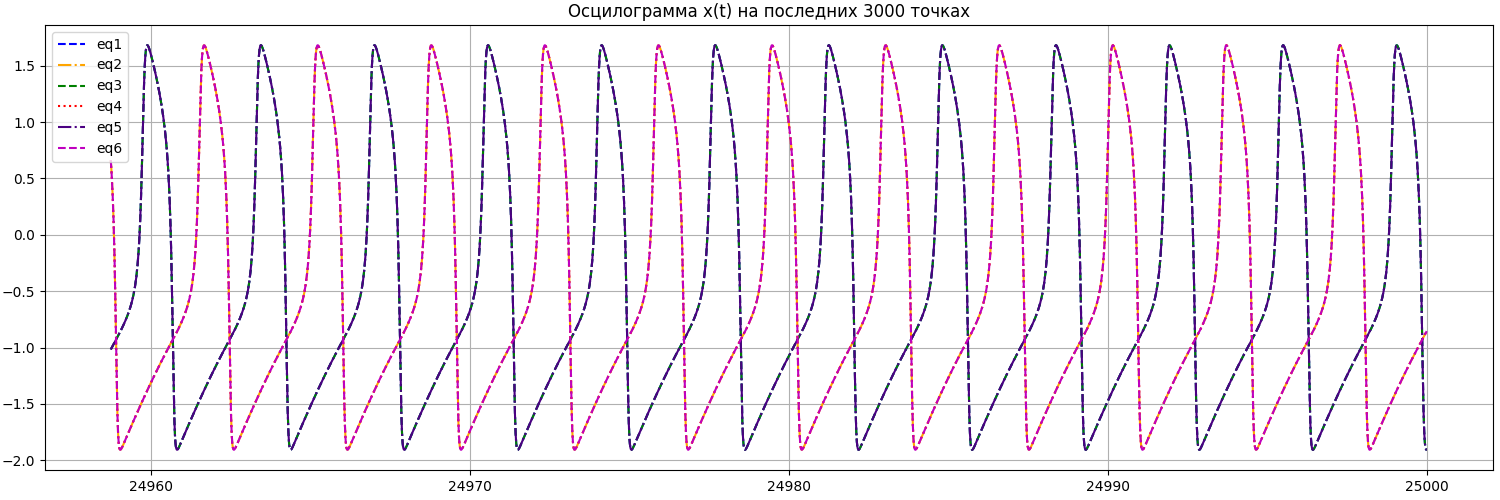 Осцилограмма x(t) на последних 3000 точках
eq1
eq2
eq3
eq4
eq5
eq6
1.5
1.0
0.5
0.0
−0.5
−1.0
−1.5
−2.0
24960
24970
24980
24990
25000